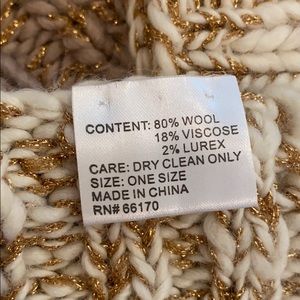 CONTENT: 80% WOOL
18% VISCOSE
2% LUREX
CARE: DRY CLEAN ONLY
SIZE: ONE SIZE
MADE IN CHINA
RN# 66170